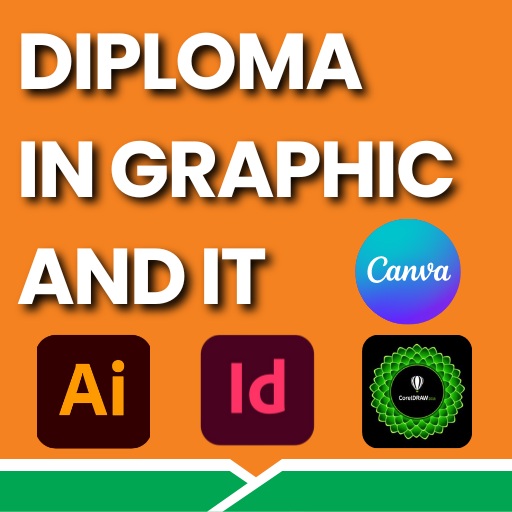 DIPLOMA
IN GRAPHIC
AND IT
Canva
Ai
Id
CorelDRAW